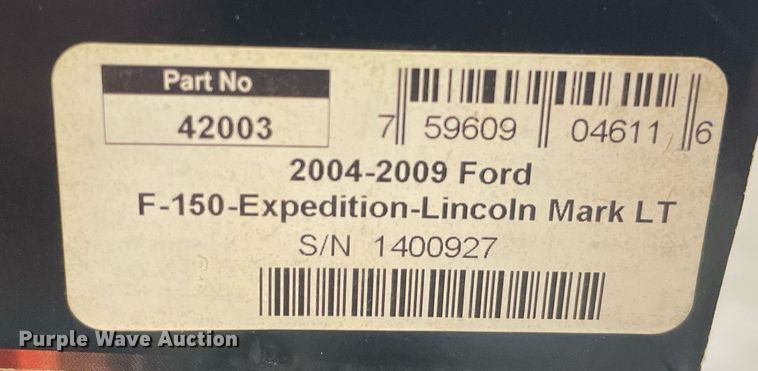 Part No
42003
7 59609 04611 6
2004-2009 Ford
F-150-Expedition-Lincoln Mark LT
S/N 1400927
Purple Wave Auction